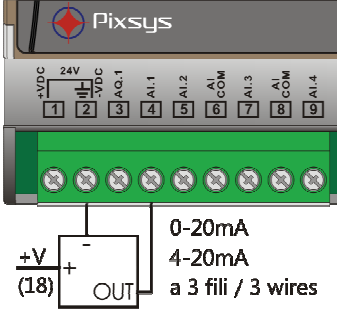 Pixsys
24V
+VDC -VDC AQ.1 AI.1 AI.2 AI COM AI.3 AI COM AI.4
1 2 3 4 5 6 7 8 9
0-20mA
4-20mA
a 3 fili / 3 wires
-
+V
+
(18)
OUT